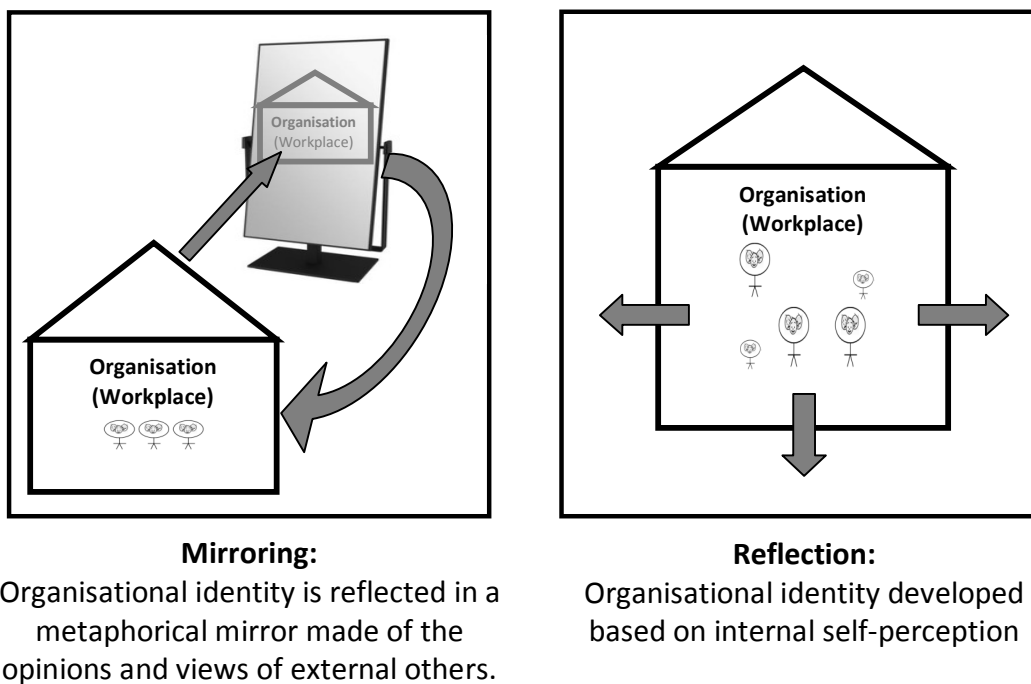 Organisation
(Workplace)
Organisation
(Workplace)
Mirroring:
Organisational identity is reflected in a
metaphorical mirror made of the
opinions and views of external others.
Organisation
(Workplace)
Reflection:
Organisational identity developed
based on internal self-perception